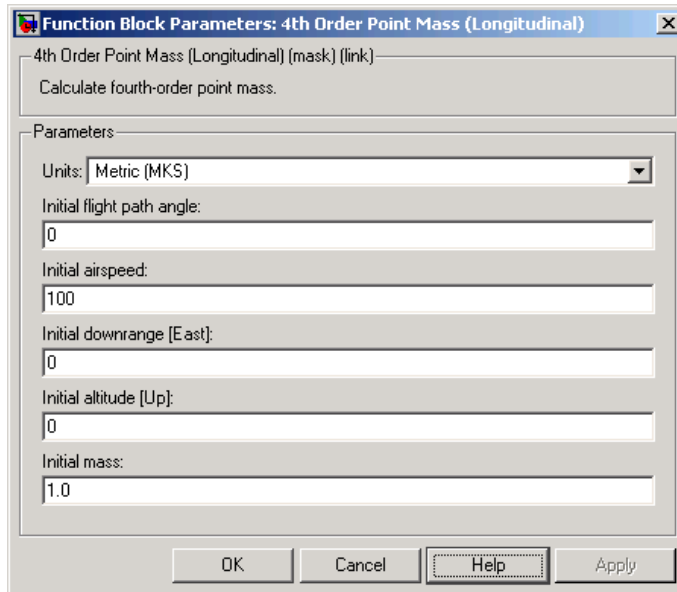 Function Block Parameters: 4th Order Point Mass (Longitudinal)
4th Order Point Mass (Longitudinal) (mask) (link)
Calculate fourth-order point mass.
Parameters
Units: Metric (MKS)
Initial flight path angle:
0
Initial airspeed:
100
Initial downrange [East]:
0
Initial altitude [Up]:
0
Initial mass:
1.0
OK Cancel Help Apply